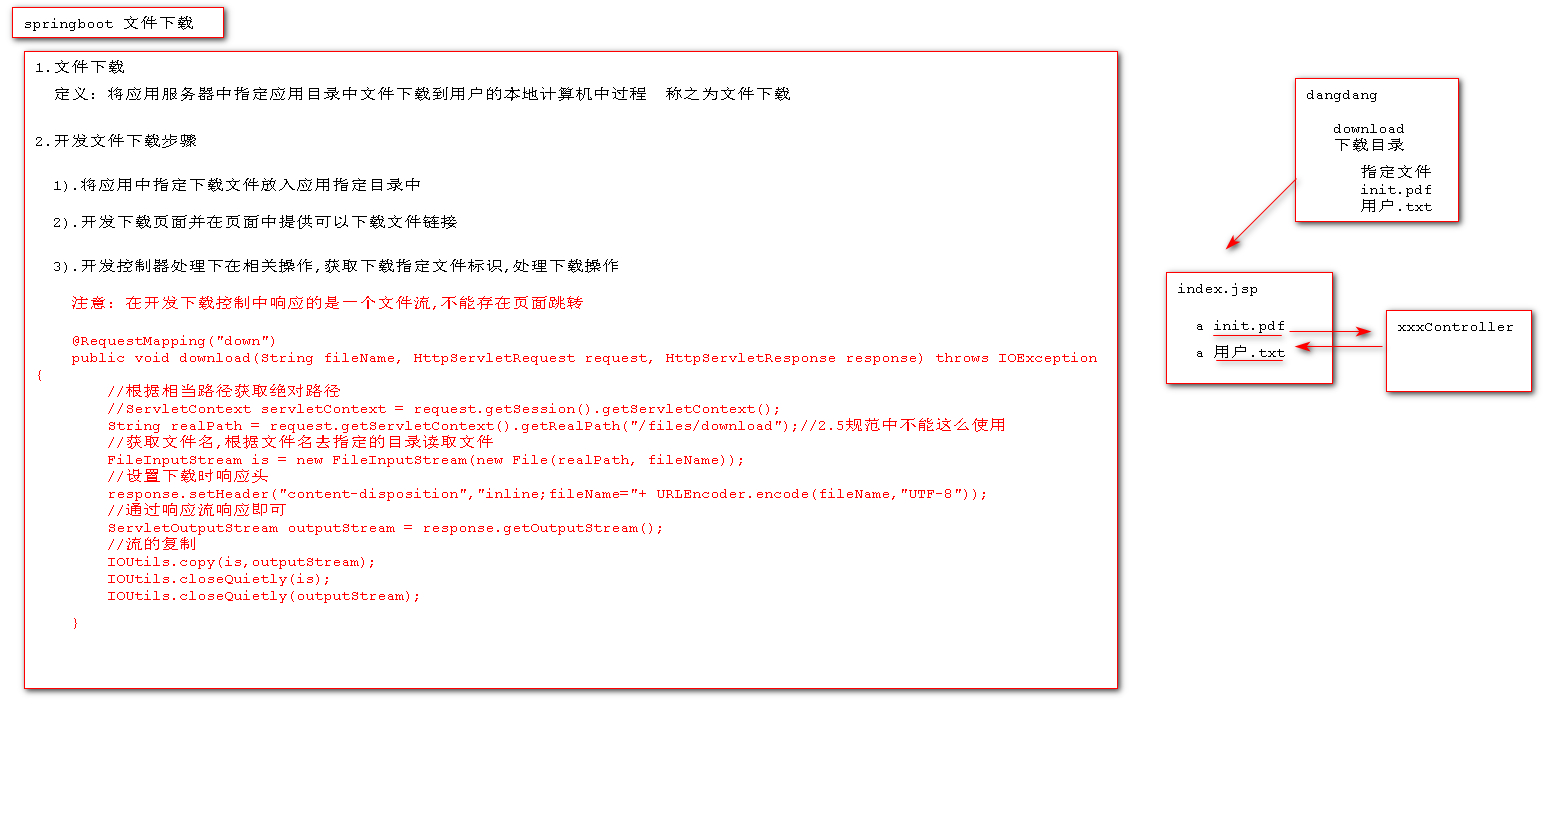 springboot 文件下载
1.文件下载
定义: 将应用服务器中指定应用目录中文件下载到用户的本地计算机中过程 称之为文件下载
2.开发文件下载步骤
1).将应用中指定下载文件放入应用指定目录中
2).开发下载页面并在页面中提供可以下载文件链接
3).开发控制器处理下在相关操作,获取下载指定文件标识,处理下载操作
注意: 在开发下载控制中响应的是一个文件流,不能存在页面跳转
@RequestMapping("down")
public void download(String fileName, HttpServletRequest request, HttpServletResponse response) throws IOException
{
//根据相当路径获取绝对路径
//ServletContext servletContext = request.getSession().getServletContext();
String realPath = request.getServletContext().getRealPath("/files/download");//2.5规范中不能这么使用
//获取文件名,根据文件名去指定的目录读取文件
FileInputStream is = new FileInputStream(new File(realPath, fileName));
//设置下载时响应头
response.setHeader("content-disposition","inline;fileName="+ URLEncoder.encode(fileName,"UTF-8"));
//通过响应流响应即可
ServletOutputStream outputStream = response.getOutputStream();
//流的复制
IOUtils.copy(is,outputStream);
IOUtils.closeQuietly(is);
IOUtils.closeQuietly(outputStream);
}
dangdang
download
下载目录
指定文件
init.pdf
用户.txt
index.jsp
a init.pdf
a 用户.txt
xxxController